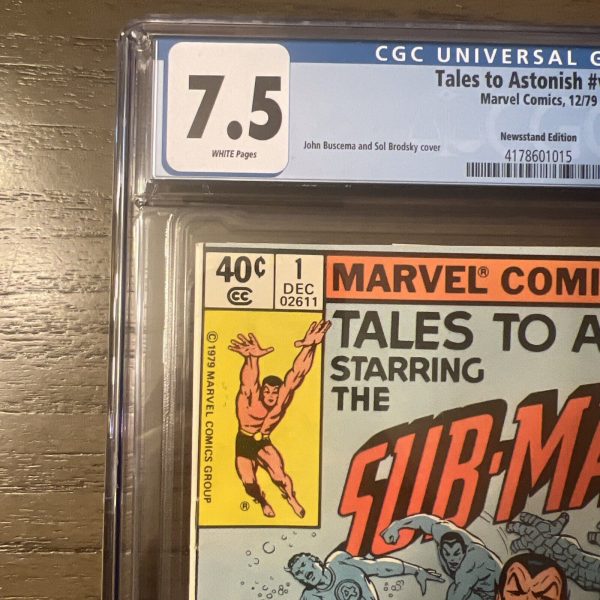 CGC UNIVERSAL G
7.5
WHITE Pages
Tales to Astonish #v
Marvel Comics, 12/79
John Buscema and Sol Brodsky cover
Newsstand Edition
4178601015
40¢
CC
1
DEC
02611
MARVEL® COMI
© 1979 MARVEL COMICS GROUP
®
TALES TO A
STARRING
THE
SUB-MA
4